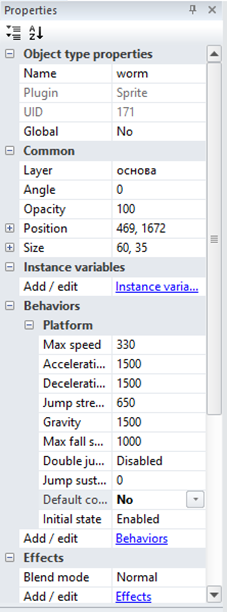 Properties
Object type properties
Name worm
Plugin Sprite
UID 171
Global No
Common
Layer основа
Angle 0
Opacity 100
Position 469, 1672
Size 60, 35
Instance variables
Add / edit Instance varia...
Behaviors
Platform
Max speed 330
Accelerati... 1500
Decelerati... 1500
Jump stre... 650
Gravity 1500
Max fall s... 1000
Double ju... Disabled
Jump sust... 0
Default co... No
Initial state Enabled
Add / edit Behaviors
Effects
Blend mode Normal
Add / edit Effects